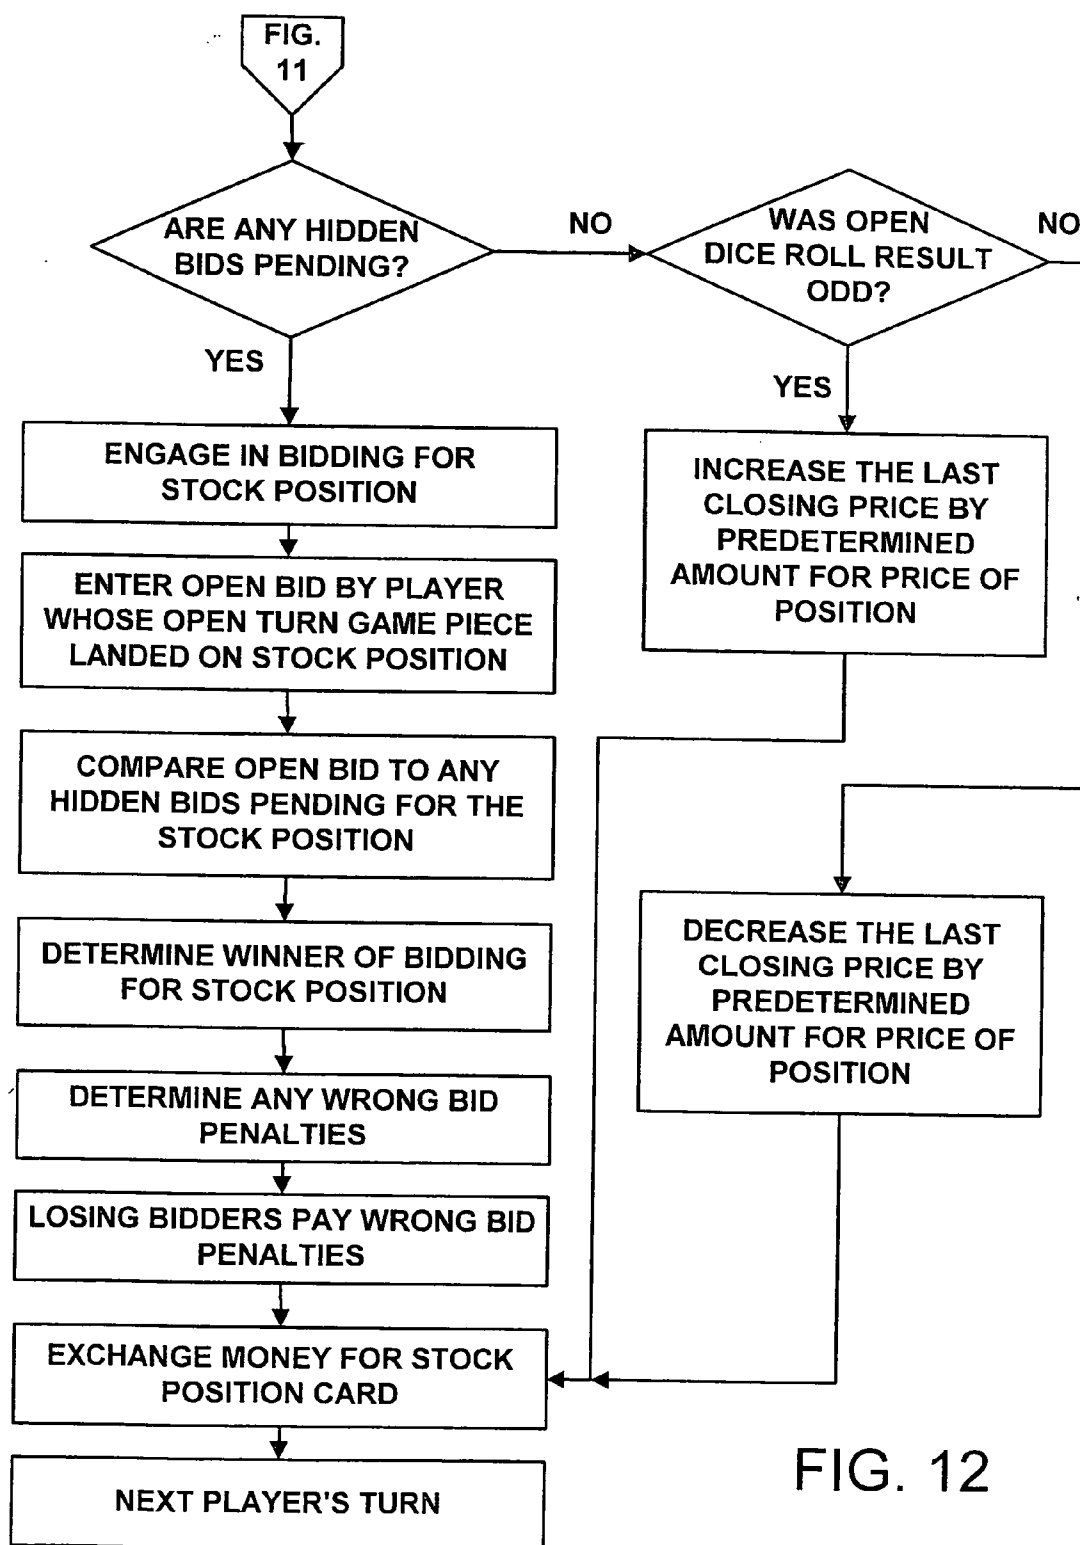 FIG.
11
ARE ANY HIDDEN
BIDS PENDING?
NO
WAS OPEN
DICE ROLL RESULT
ODD?
NO
YES
YES
ENGAGE IN BIDDING FOR
STOCK POSITION
INCREASE THE LAST
CLOSING PRICE BY
PREDETERMINED
AMOUNT FOR PRICE OF
POSITION
ENTER OPEN BID BY PLAYER
WHOSE OPEN TURN GAME PIECE
LANDED ON STOCK POSITION
COMPARE OPEN BID TO ANY
HIDDEN BIDS PENDING FOR THE
STOCK POSITION
DETERMINE WINNER OF BIDDING
FOR STOCK POSITION
DECREASE THE LAST
CLOSING PRICE BY
PREDETERMINED
AMOUNT FOR PRICE OF
POSITION
DETERMINE ANY WRONG BID
PENALTIES
LOSING BIDDERS PAY WRONG BID
PENALTIES
EXCHANGE MONEY FOR STOCK
POSITION CARD
NEXT PLAYER'S TURN
FIG. 12